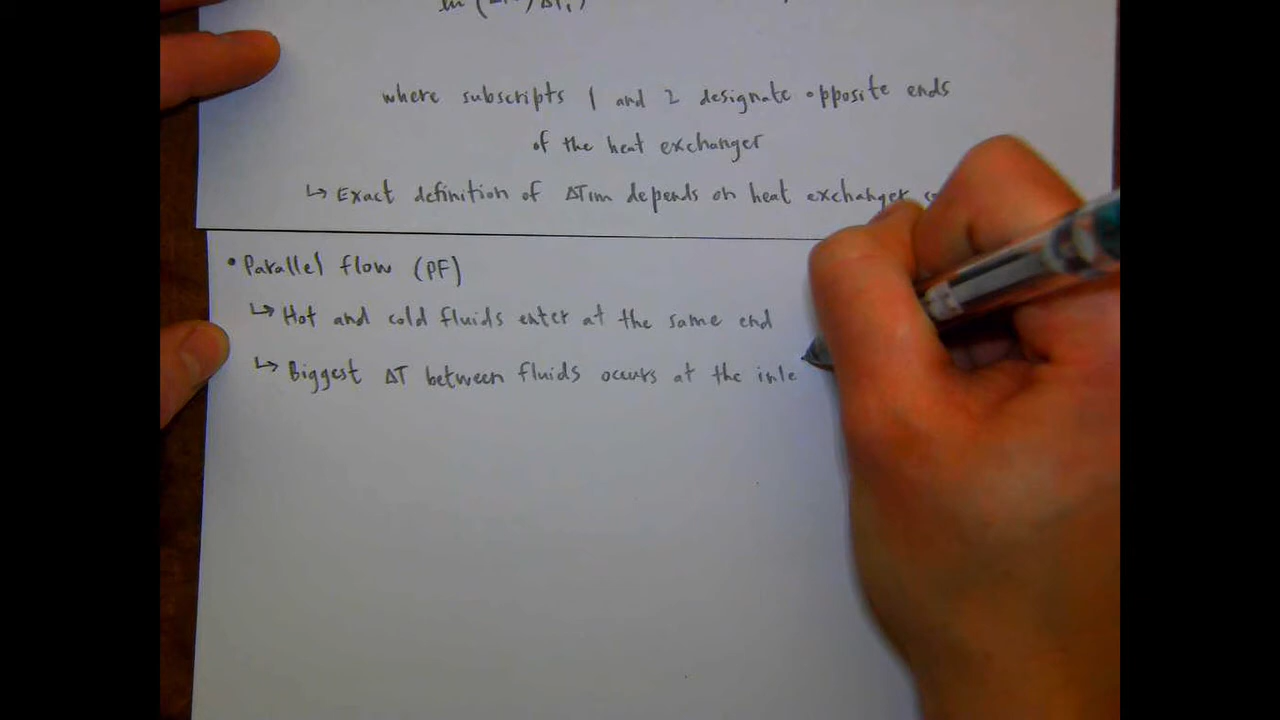 where subscripts 1 and 2 designate opposite ends
of the heat exchanger
↳ Exact definition of ΔTlm depends on heat exchanger
• Parallel flow (PF)
↳ Hot and cold fluids enter at the same end
↳ Biggest ΔT between fluids occurs at the inle